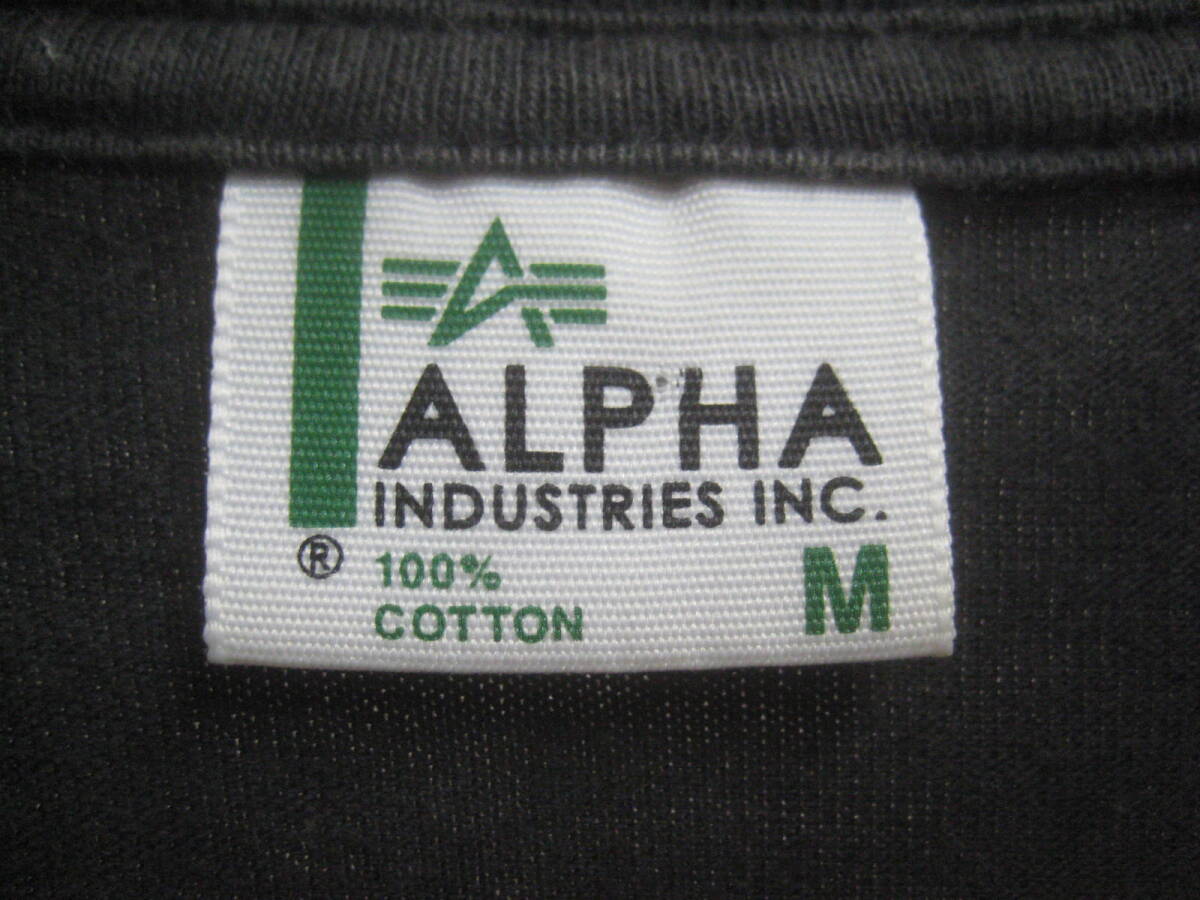 ALPHA
INDUSTRIES INC.
® 100%
COTTON
M